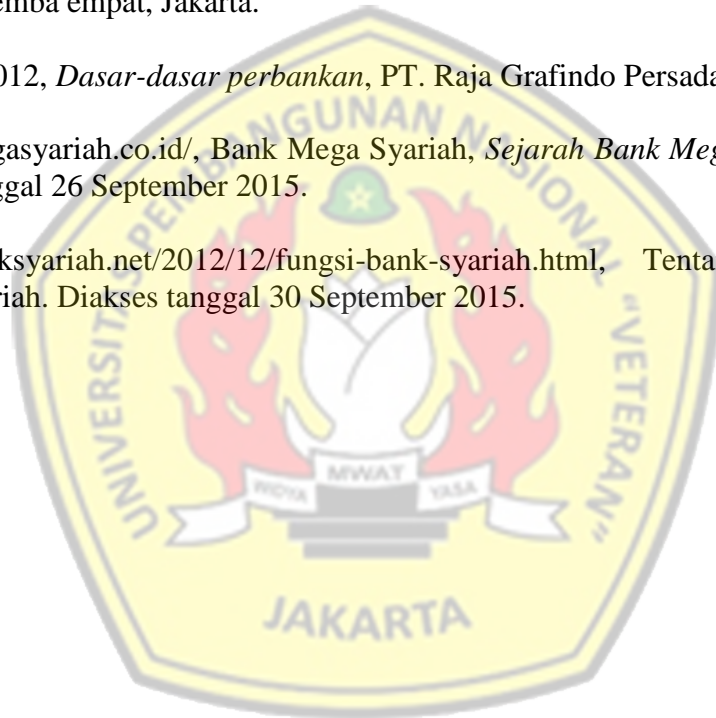 emba empat, Jakarta.
012, Dasar-dasar perbankan, PT. Raja Grafindo Persada
gasyariah.co.id/, Bank Mega Syariah, Sejarah Bank Meg
ggal 26 September 2015.
ksyariah.net/2012/12/fungsi-bank-syariah.html, Tenta
riah. Diakses tanggal 30 September 2015.
UNIVERSITAS PEMBANGUNAN NASIONAL "VETERAN"
WIDYA MWAT YASA
JAKARTA